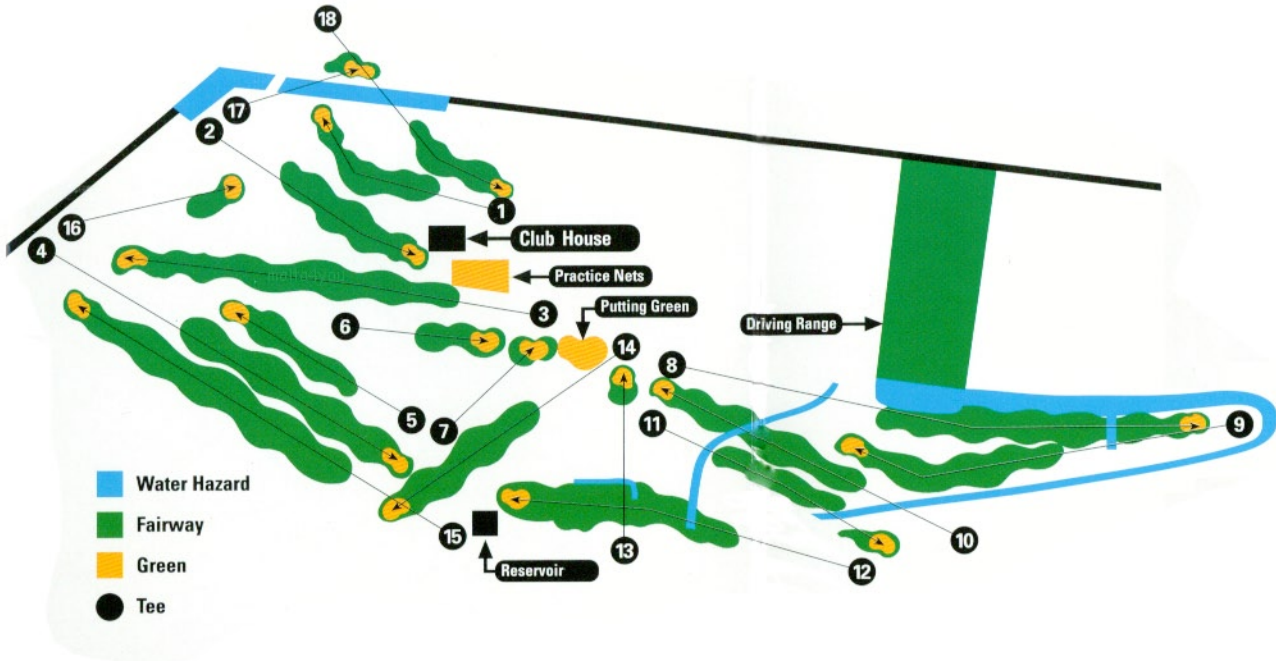 18
17
2
1
16
4
Club House
Practice Nets
3
Putting Green
6
14
Driving Range
8
5
7
11
9
Water Hazard
Fairway
15
13
10
Green
Reservoir
12
Tee